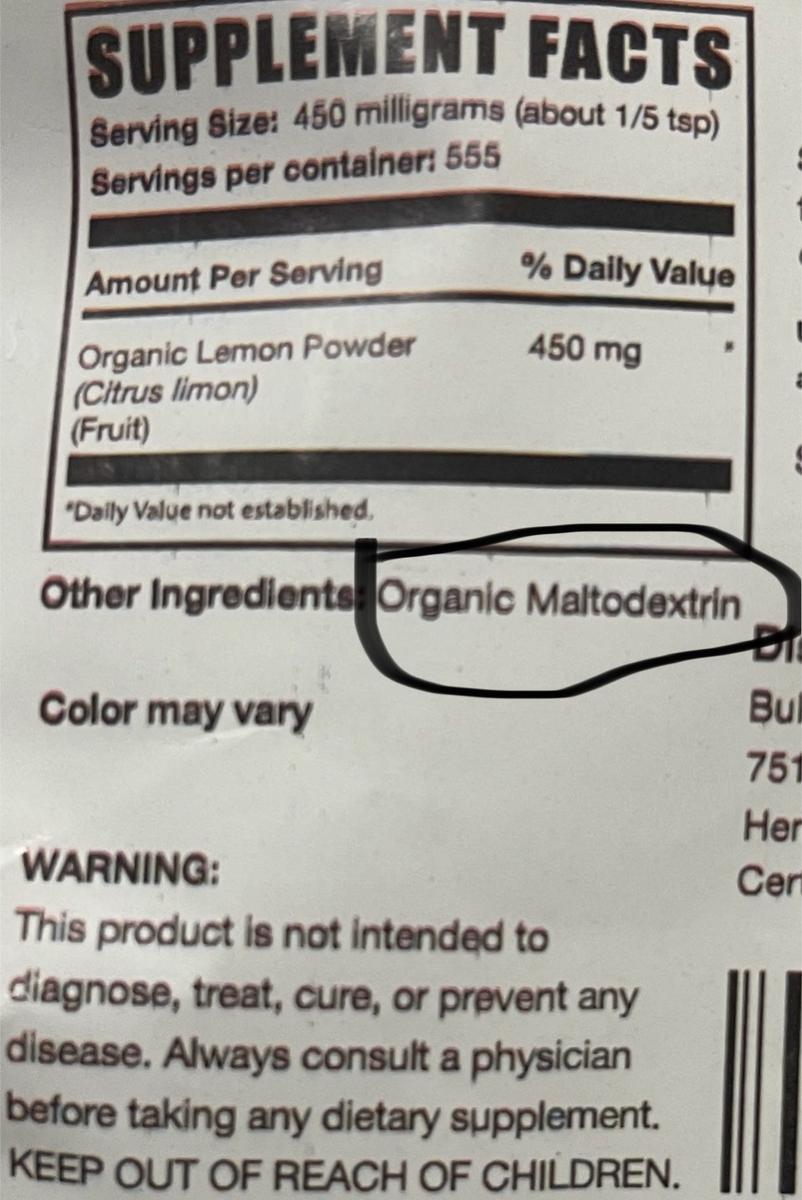 SUPPLEMENT FACTS
Serving Size: 450 milligrams (about 1/5 tsp)
Servings per container: 555
Amount Per Serving % Daily Value
Organic Lemon Powder 450 mg *
(Citrus limon)
(Fruit)
*Daily Value not established.
Other Ingredients: Organic Maltodextrin
Color may vary
Bul
751
Her
WARNING:
This product is not intended to
diagnose, treat, cure, or prevent any
disease. Always consult a physician
before taking any dietary supplement.
KEEP OUT OF REACH OF CHILDREN.